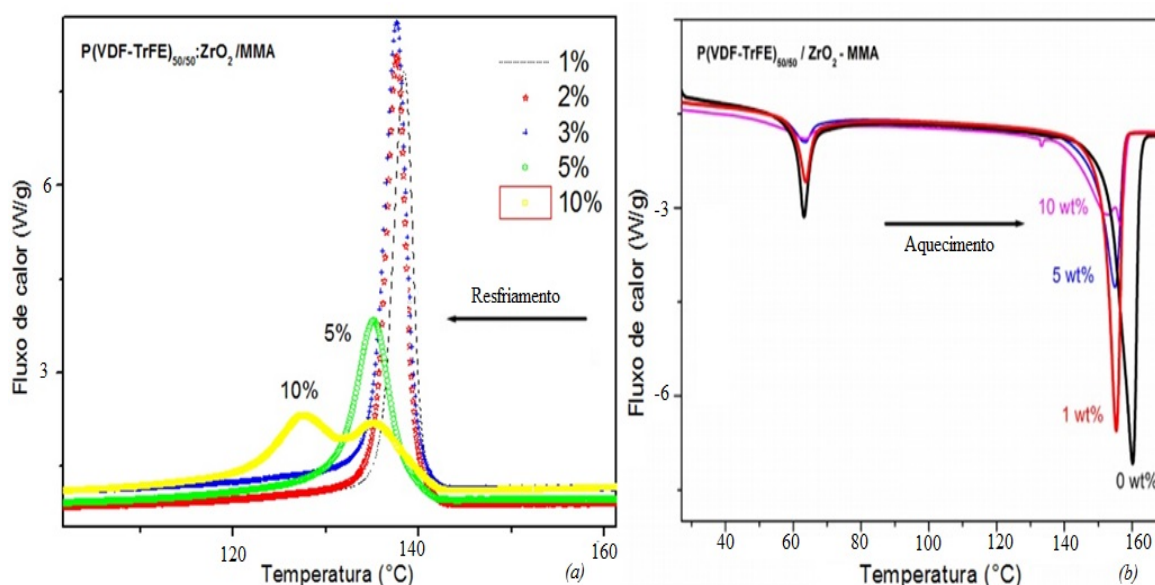 P(VDF-TrFE)50/50:ZrO2 /MMA
1%
2%
3%
5%
10%
Resfriamento
5%
10%
6
3
Fluxo de calor (W/g)
120
140
160
Temperatura (°C)
(a)
P(VDF-TrFE)50/50 / ZrO2 - MMA
Aquecimento
10 wt%
5 wt%
1 wt%
0 wt%
-3
-6
Fluxo de calor (W/g)
40
60
80
100
120
140
160
Temperatura (°C)
(b)